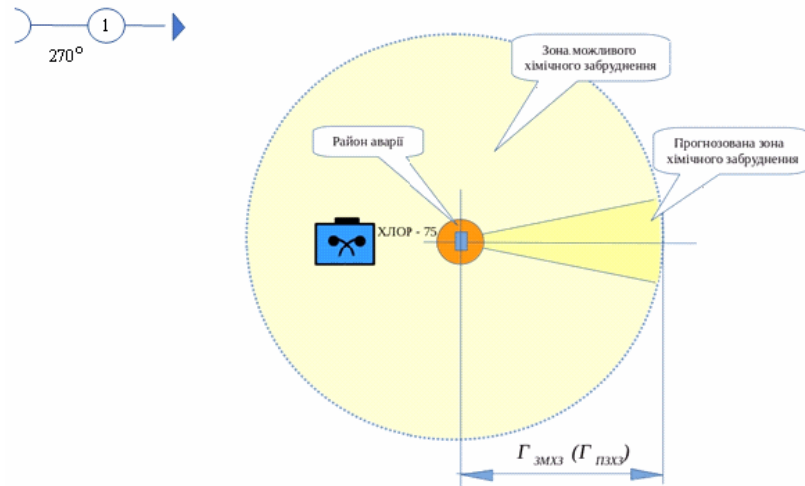 1
270°
Зона можливого
хімічного забруднення
Район аварії
Прогнозована зона
хімічного забруднення
ХЛОР - 75
Г ЗМХЗ (Г ПЗХЗ)